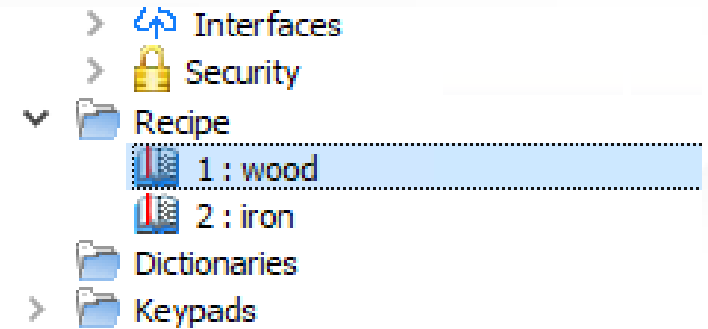 Interfaces
Security
Recipe
1 : wood
2 : iron
Dictionaries
Keypads